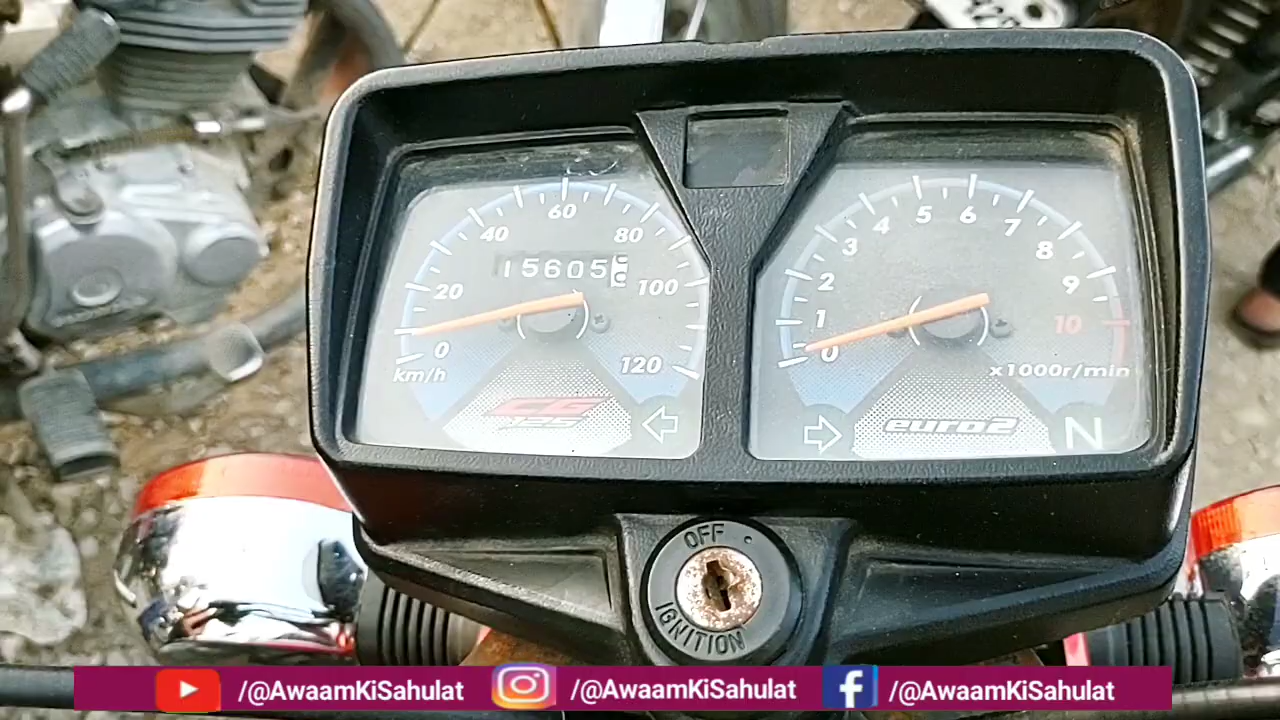 0 20 40 60 80 100 120
15605
km/h
CG
125
0 1 2 3 4 5 6 7 8 9 10
x1000r/min
euro2
N
OFF
IGNITION
/@AwaamKiSahulat /@AwaamKiSahulat /@AwaamKiSahulat